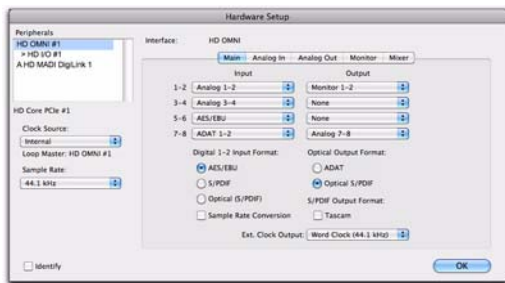 Hardware Setup
Peripherals
HD OMNI #1
> HD I/O #1
A HD MADI DigiLink 1
HD Core PCIe #1
Clock Source:
Internal
Loop Master: HD OMNI #1
Sample Rate:
44.1 kHz
Identify
Interface: HD OMNI
Main Analog In Analog Out Monitor Mixer
Input Output
1-2 Analog 1-2 Monitor 1-2
3-4 Analog 3-4 None
5-6 AES/EBU None
7-8 ADAT 1-2 Analog 7-8
Digital 1-2 Input Format:
AES/EBU
S/PDIF
Optical (S/PDIF)
Sample Rate Conversion
Optical Output Format:
ADAT
Optical S/PDIF
S/PDIF Output Format:
Tascam
Ext. Clock Output: Word Clock (44.1 kHz)
OK